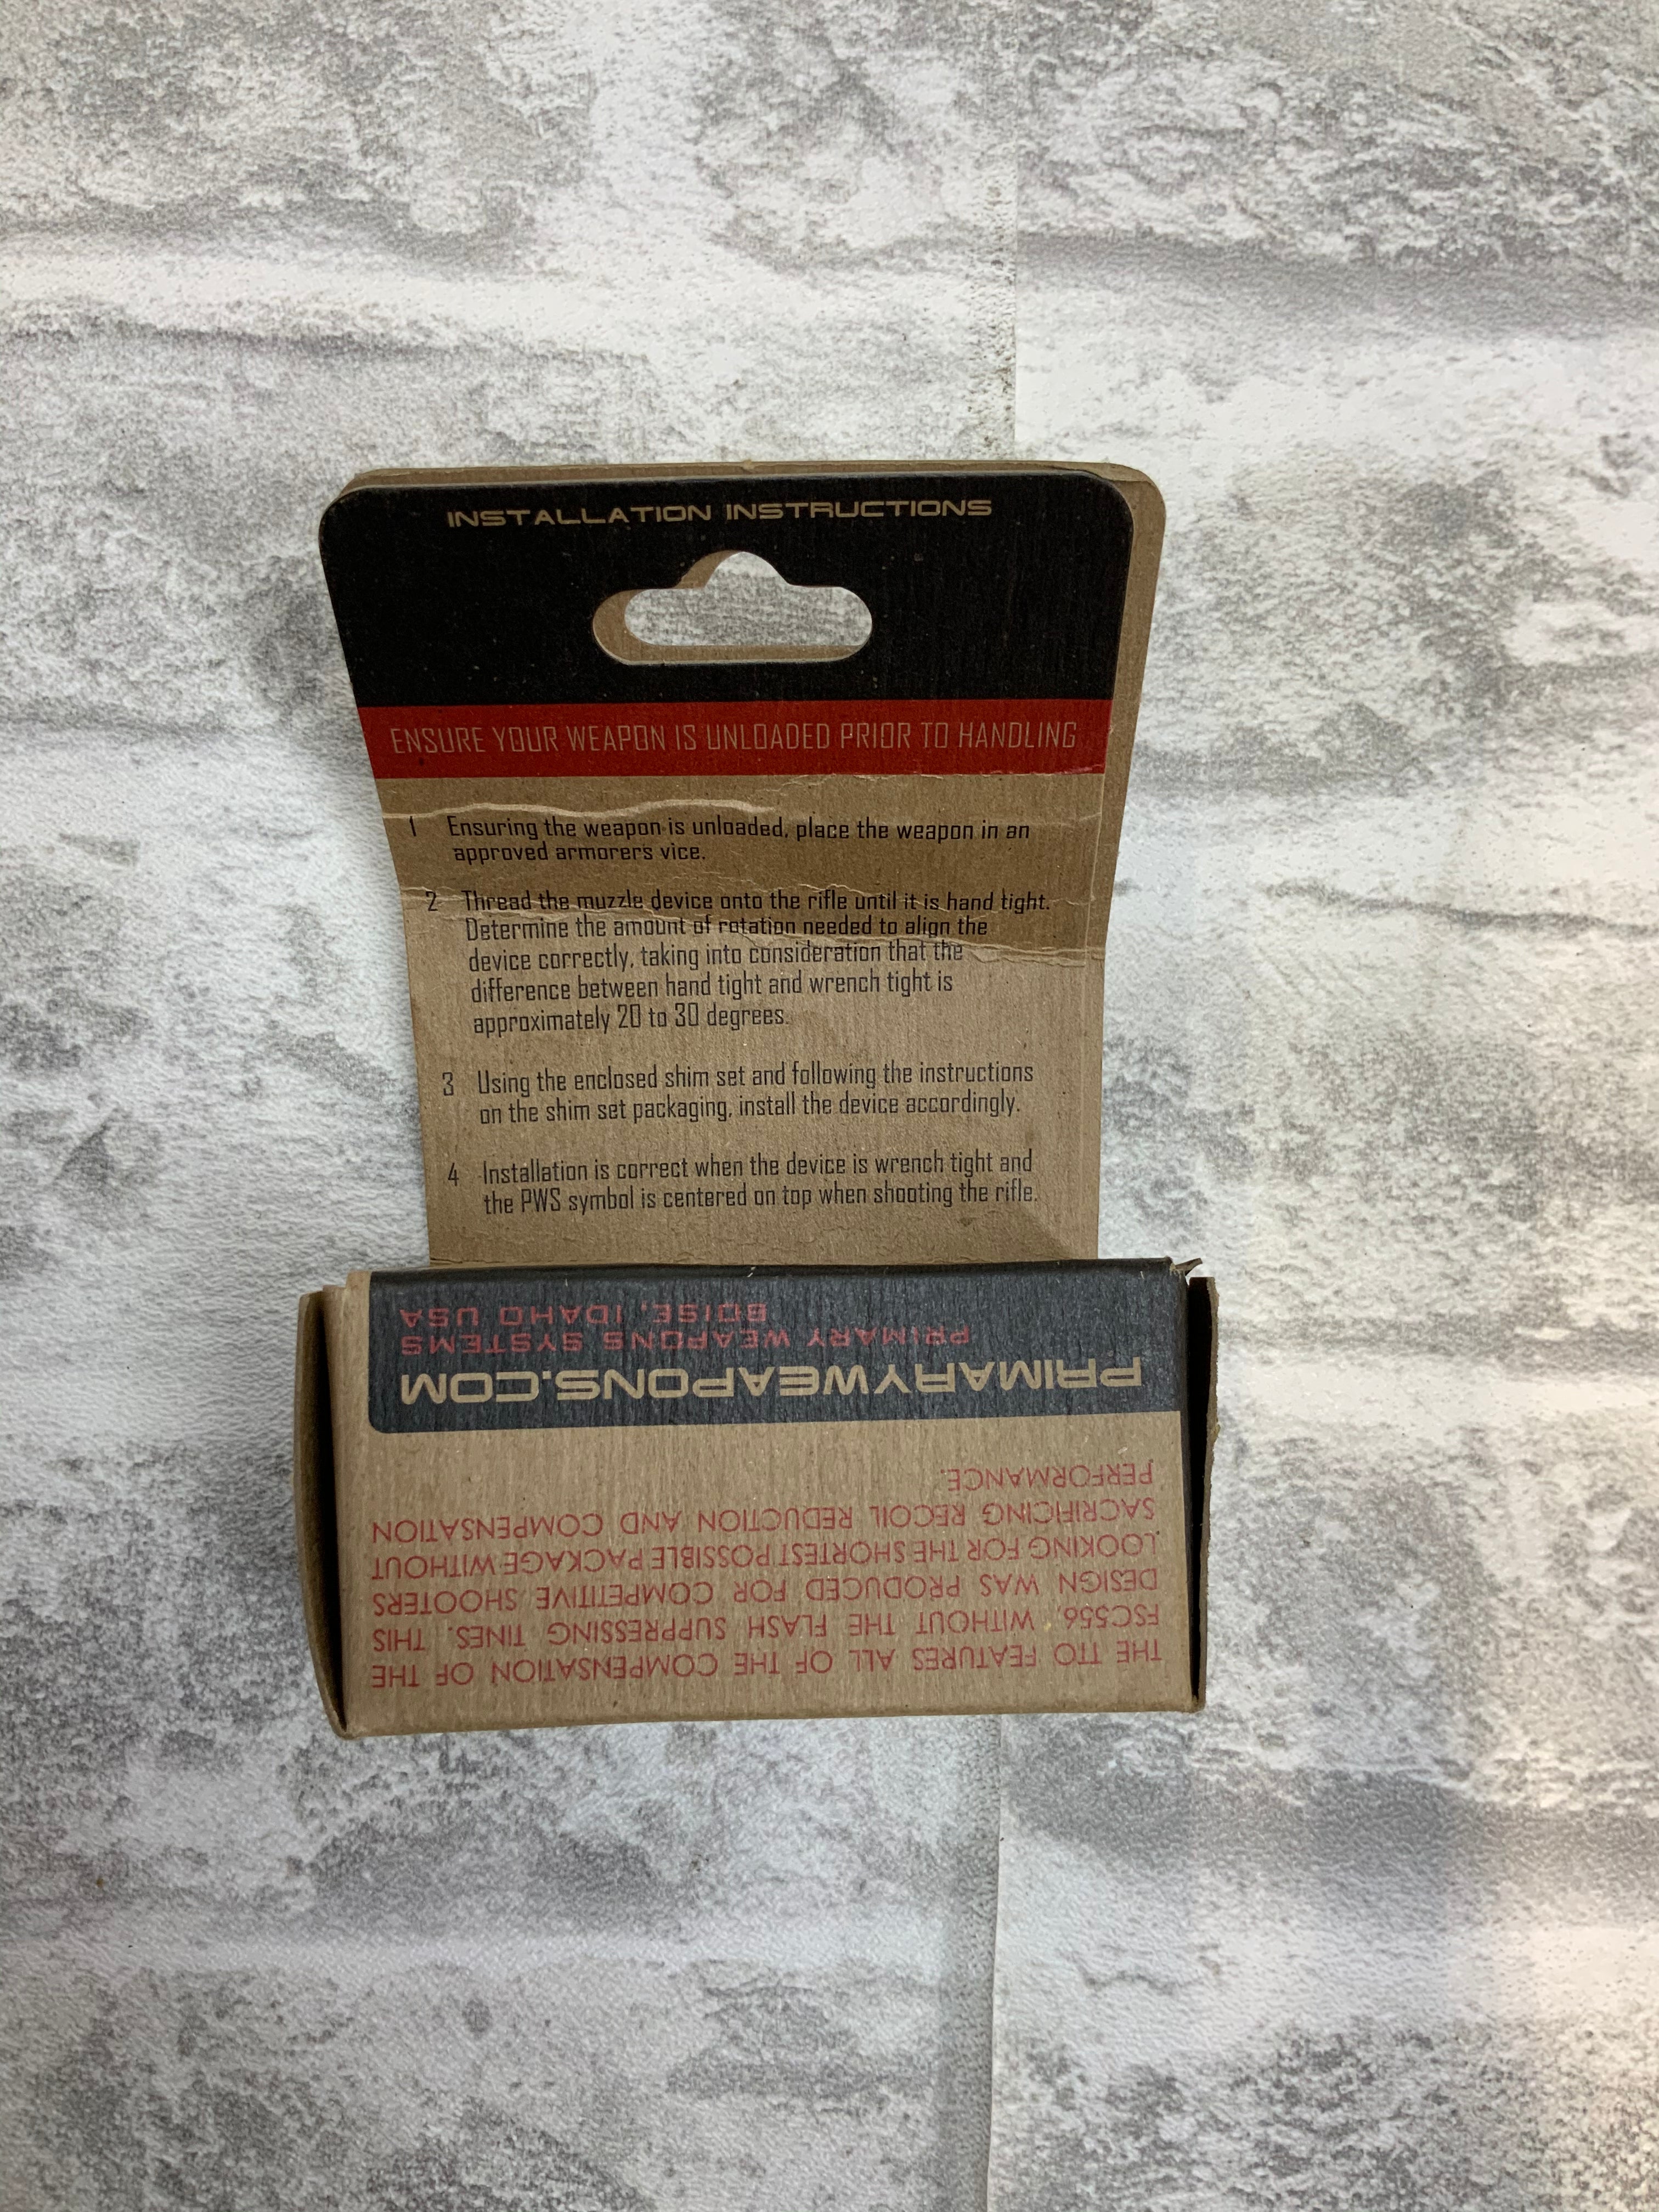 INSTALLATION INSTRUCTIONS
ENSURE YOUR WEAPON IS UNLOADED PRIOR TO HANDLING
1 Ensuring the weapon is unloaded, place the weapon in an
approved armorers vice.
2 Thread the muzzle device onto the rifle until it is hand tight.
Determine the amount of rotation needed to align the
device correctly, taking into consideration that the
difference between hand tight and wrench tight is
approximately 20 to 30 degrees.
3 Using the enclosed shim set and following the instructions
on the shim set packaging, install the device accordingly.
4 Installation is correct when the device is wrench tight and
the PWS symbol is centered on top when shooting the rifle.
THE TTO FEATURES ALL OF THE COMPENSATION OF THE
FSC556, WITHOUT THE FLASH SUPPRESSING TINES. THIS
DESIGN WAS PRODUCED FOR COMPETITIVE SHOOTERS
LOOKING FOR THE SHORTEST POSSIBLE PACKAGE WITHOUT
SACRIFICING RECOIL REDUCTION AND COMPENSATION
PERFORMANCE.
PRIMARYWEAPONS.COM
PRIMARY WEAPONS SYSTEMS
BOISE, IDAHO USA